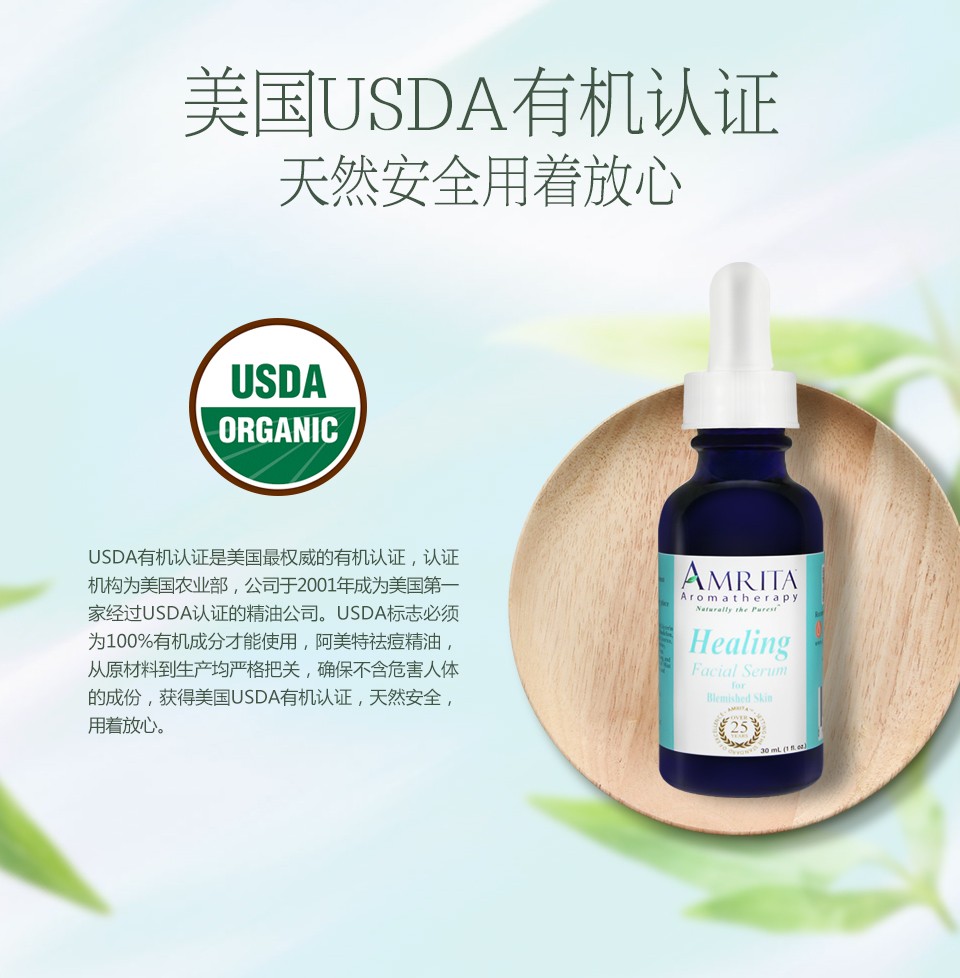 美国USDA有机认证
天然安全用着放心
USDA
ORGANIC
USDA有机认证是美国最权威的有机认证，认证
机构为美国农业部，公司于2001年成为美国第一
家经过USDA认证的精油公司。USDA标志必须
为100%有机成分才能使用，阿美特祛痘精油，
从原材料到生产均严格把关，确保不含危害人体
的成份，获得美国USDA有机认证，天然安全，
用着放心。
AMRITA™
Aromatherapy
Naturally the Purest
Healing
Facial Serum
for
Blemished Skin
AMRITA
OVER
25
YEARS
30 mL (1 fl. oz.)